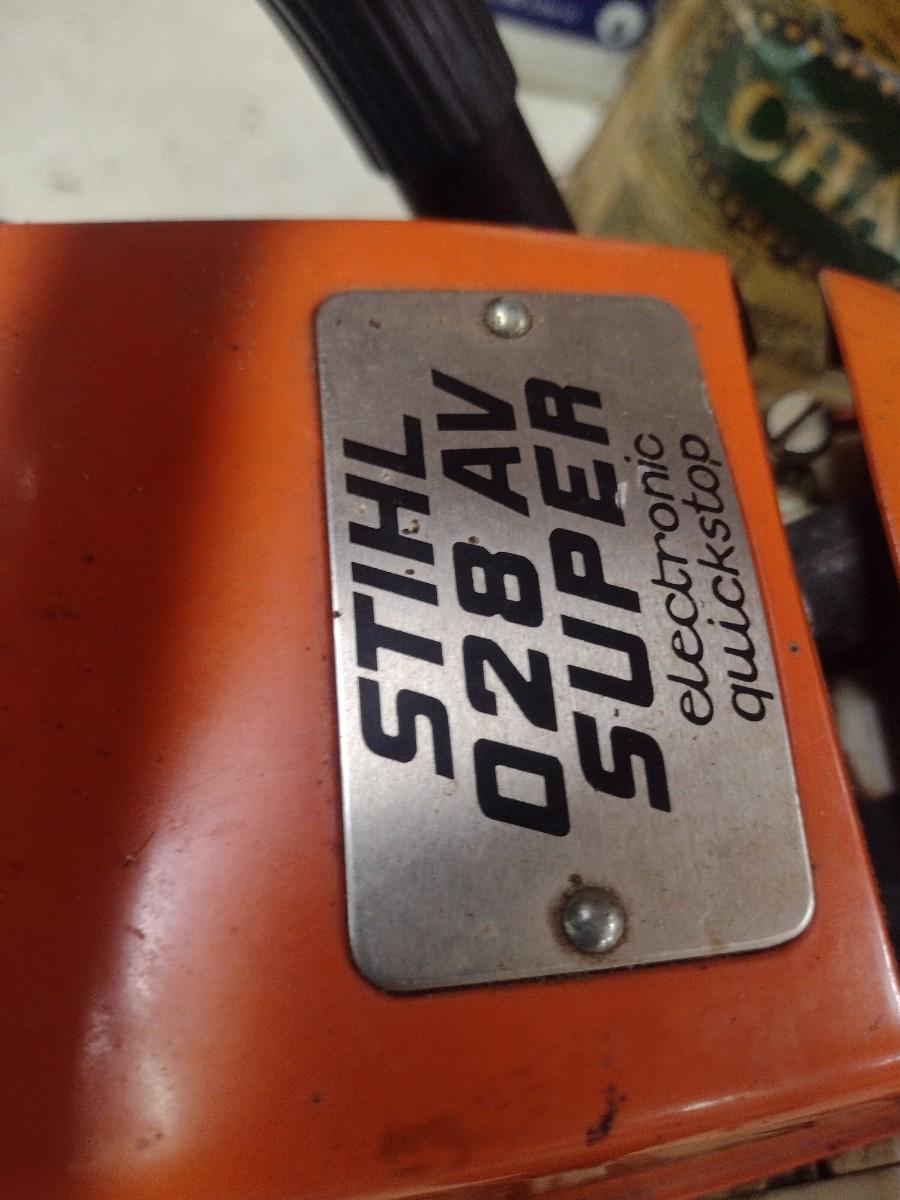 STIHL
028 AV
SUPER
electronic
quickstop